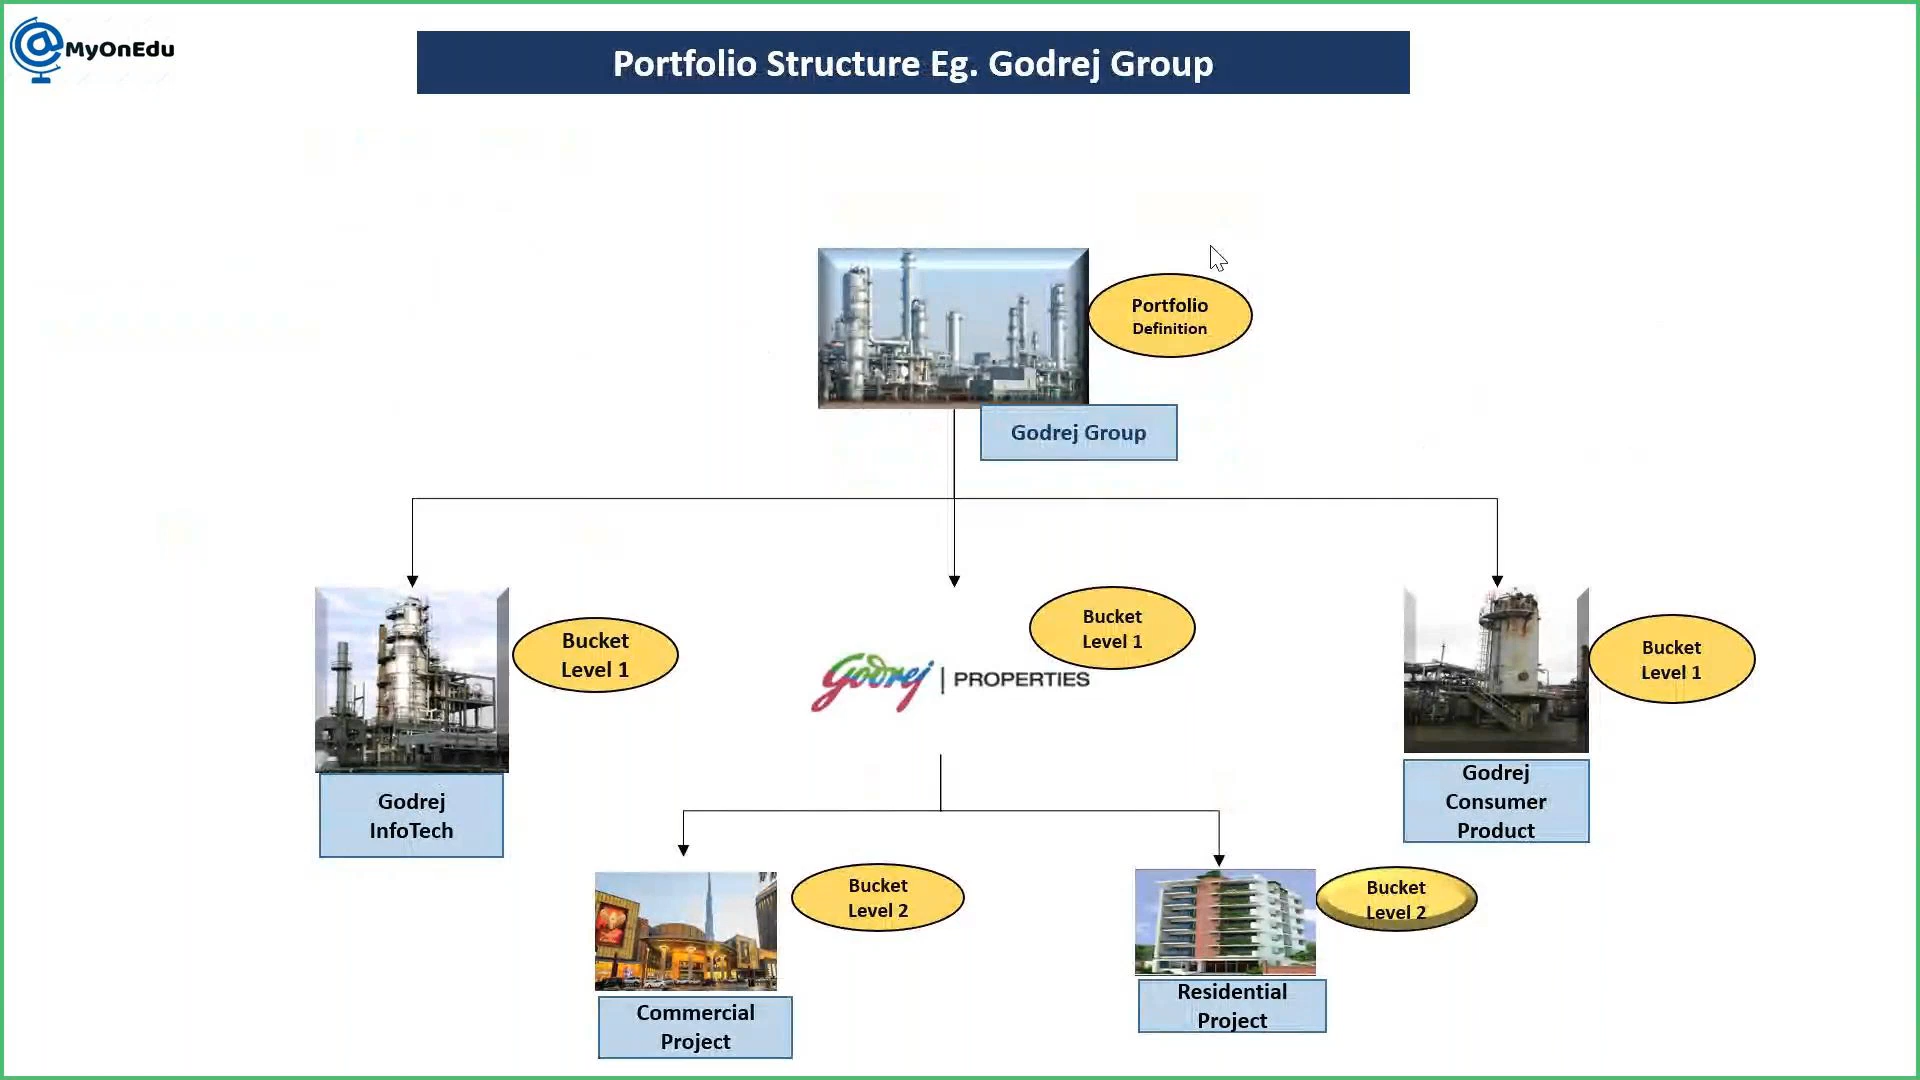 @MyOnEdu
Portfolio Structure Eg. Godrej Group
Portfolio
Definition
Godrej Group
Bucket
Level 1
Bucket
Level 1
Bucket
Level 1
Godrej | PROPERTIES
Godrej
InfoTech
Godrej
Consumer
Product
Bucket
Level 2
Bucket
Level 2
Commercial
Project
Residential
Project